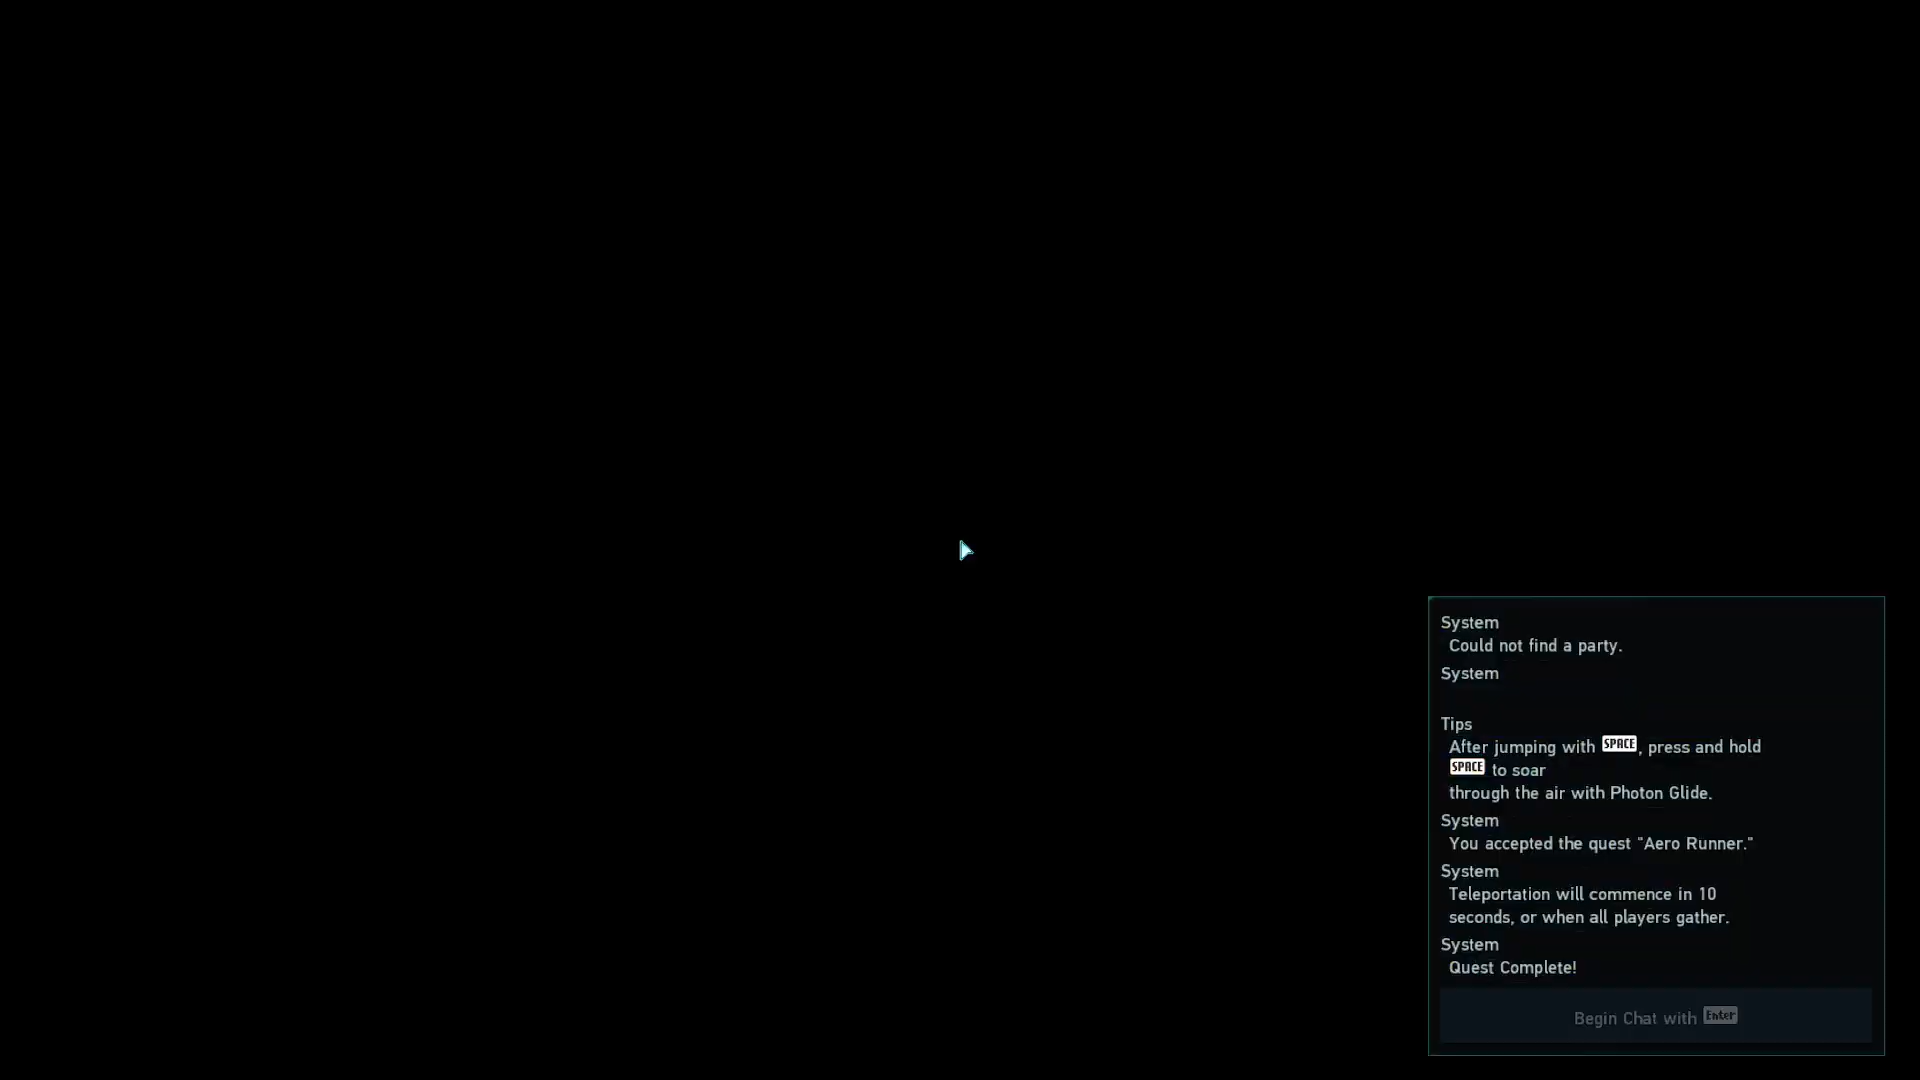 System
Could not find a party.
System
Tips
After jumping with SPACE, press and hold
SPACE to soar
through the air with Photon Glide.
System
You accepted the quest "Aero Runner."
System
Teleportation will commence in 10
seconds, or when all players gather.
System
Quest Complete!
Begin Chat with Enter